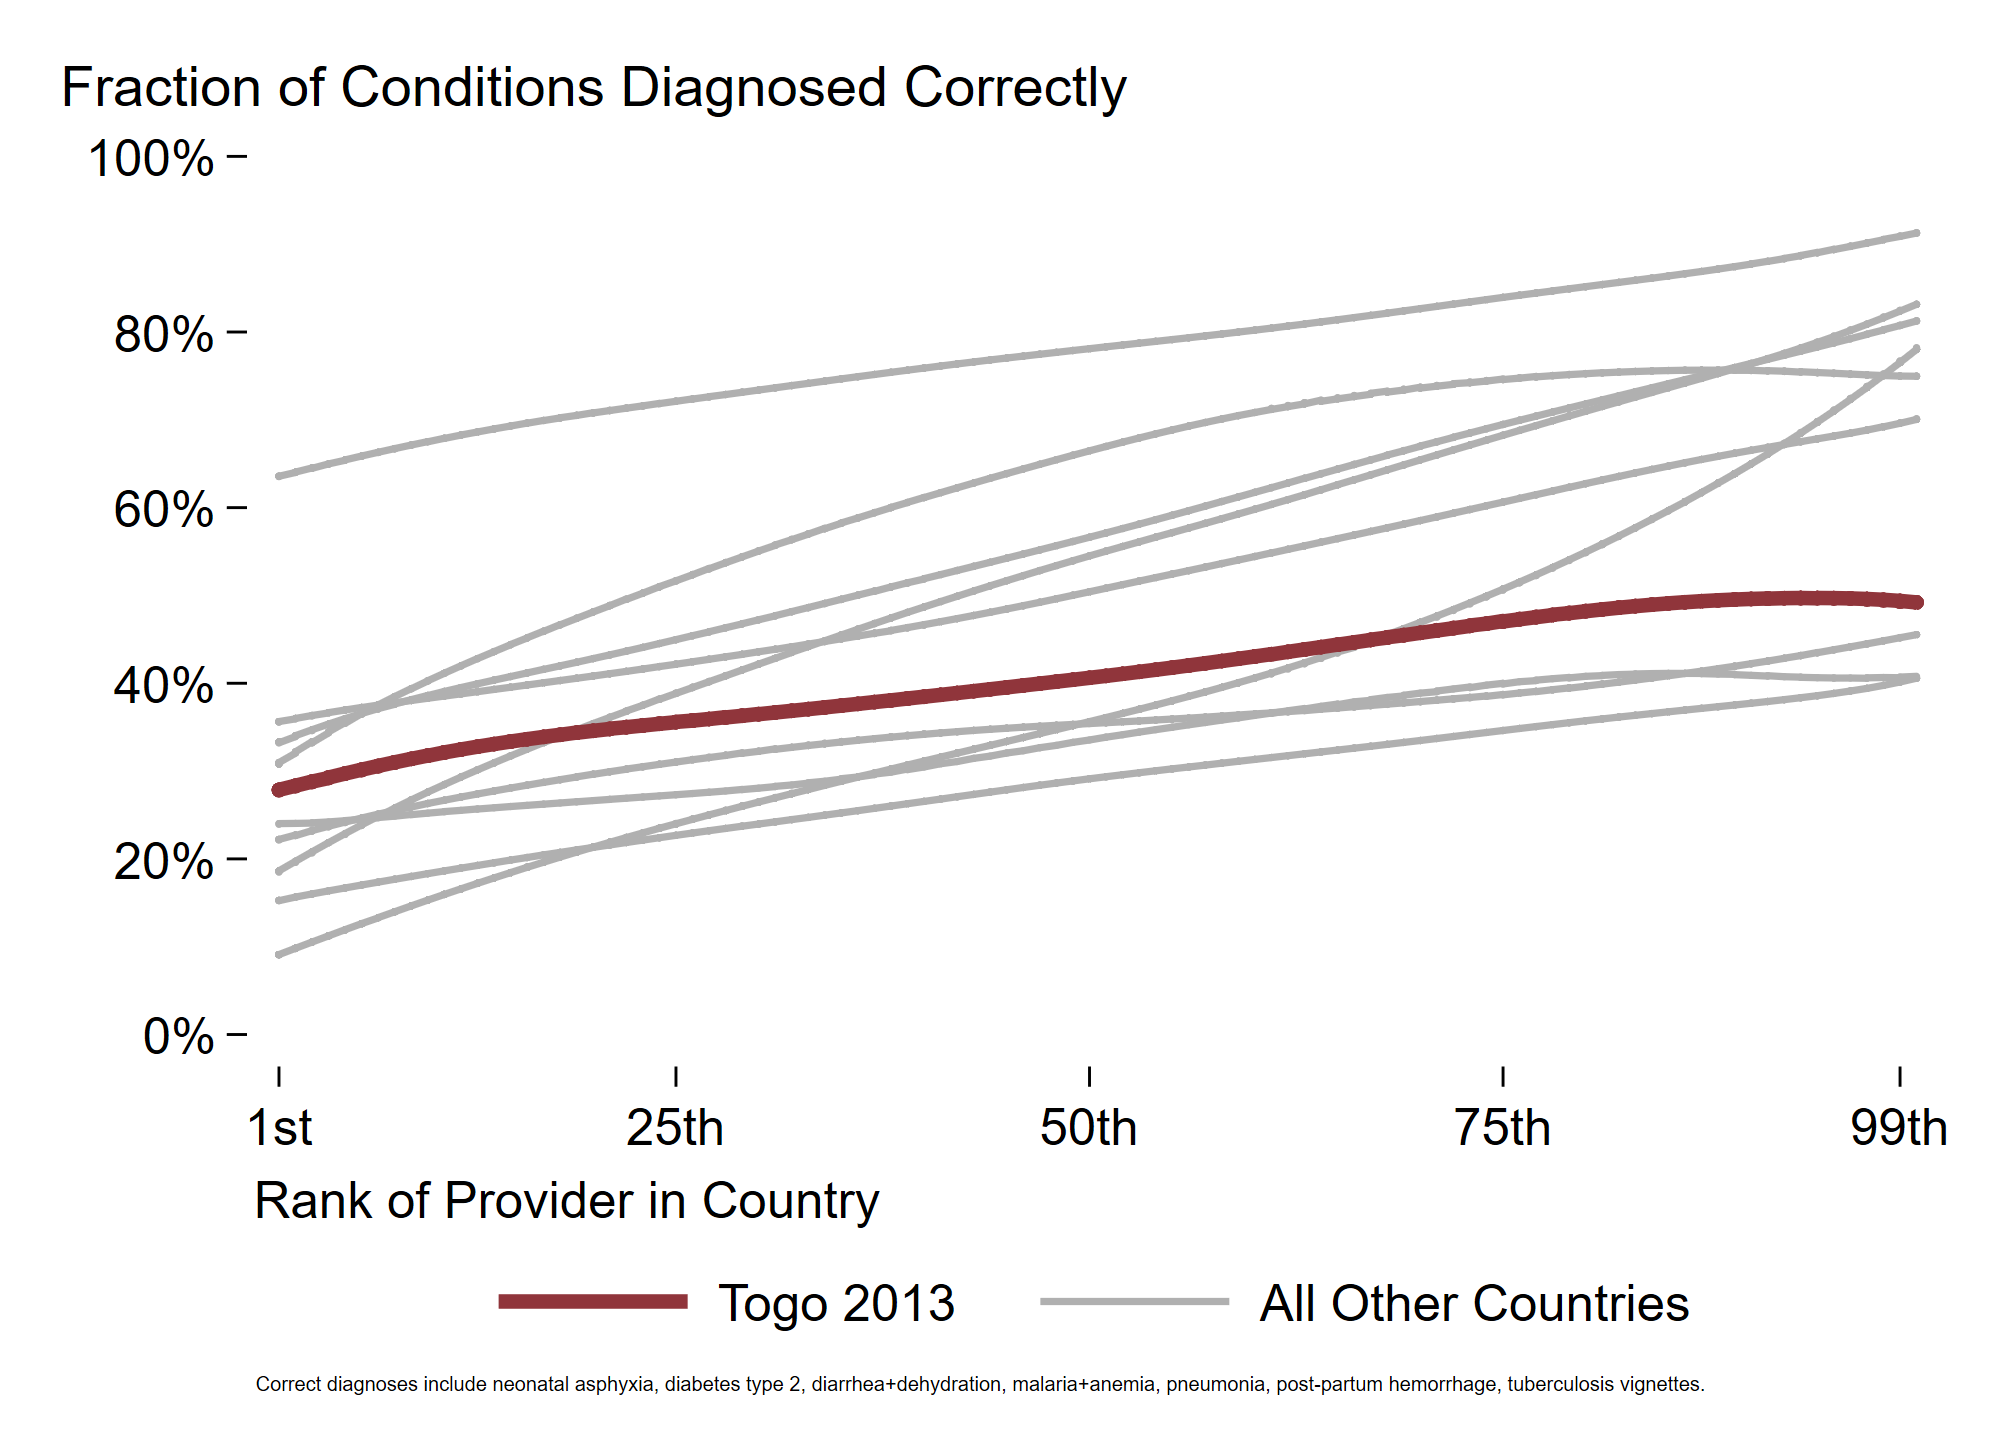 Fraction of Conditions Diagnosed Correctly
100%
80%
60%
40%
20%
0%
1st 25th 50th 75th 99th
Rank of Provider in Country
Togo 2013 All Other Countries
Correct diagnoses include neonatal asphyxia, diabetes type 2, diarrhea+dehydration, malaria+anemia, pneumonia, post-partum hemorrhage, tuberculosis vignettes.